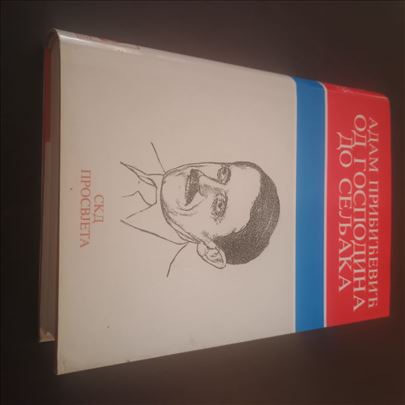 АДАМ ПРИБИЋЕВИЋ
ОД ГОСПОДИНА
ДО СЕЉАКА
СКД
ПРОСВЈЕТА